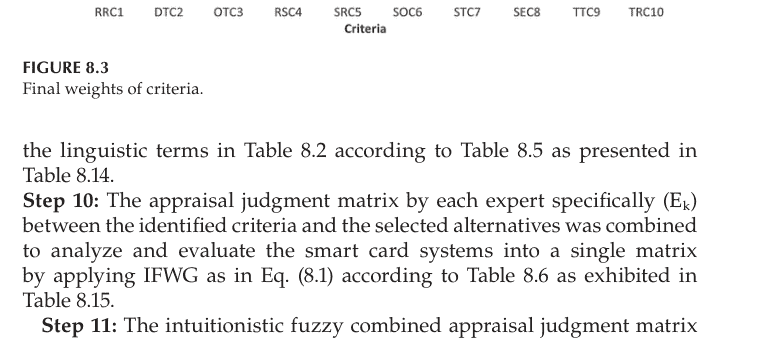 RRC1 DTC2 OTC3 RSC4 SRC5 SOC6 STC7 SEC8 TTC9 TRC10
Criteria
FIGURE 8.3
Final weights of criteria.
the linguistic terms in Table 8.2 according to Table 8.5 as presented in
Table 8.14.
Step 10: The appraisal judgment matrix by each expert specifically (Eₖ)
between the identified criteria and the selected alternatives was combined
to analyze and evaluate the smart card systems into a single matrix
by applying IFWG as in Eq. (8.1) according to Table 8.6 as exhibited in
Table 8.15.
Step 11: The intuitionistic fuzzy combined appraisal judgment matrix